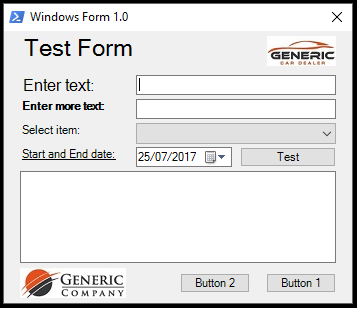 Windows Form 1.0
Test Form
GENERIC
CAR DEALER
Enter text:
Enter more text:
Select item:
Start and End date: 25/07/2017 Test
GENERIC
COMPANY
Button 2 Button 1